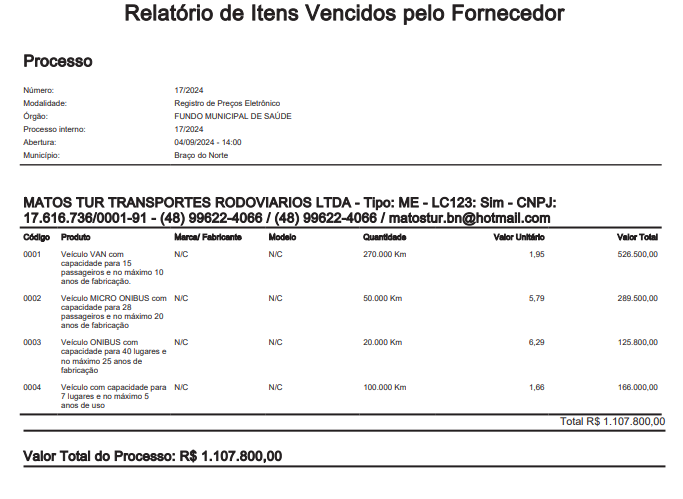 Relatório de Itens Vencidos pelo Fornecedor
Processo
Número: 17/2024
Modalidade: Registro de Preços Eletrônico
Órgão: FUNDO MUNICIPAL DE SAÚDE
Processo interno: 17/2024
Abertura: 04/09/2024 - 14:00
Município: Braço do Norte
MATOS TUR TRANSPORTES RODOVIARIOS LTDA - Tipo: ME - LC123: Sim - CNPJ:
17.616.736/0001-91 - (48) 99622-4066 / (48) 99622-4066 / matostur.bn@hotmail.com
Código Produto Marca/ Fabricante Modelo Quantidade Valor Unitário Valor Total
0001 Veículo VAN com N/C N/C 270.000 Km 1,95 526.500,00
capacidade para 15
passageiros e no máximo 10
anos de fabricação.
0002 Veículo MICRO ONIBUS com N/C N/C 50.000 Km 5,79 289.500,00
capacidade para 28
passageiros e no máximo 20
anos de fabricação
0003 Veículo ONIBUS com N/C N/C 20.000 Km 6,29 125.800,00
capacidade para 40 lugares e
no máximo 25 anos de
fabricação
0004 Veículo com capacidade para N/C N/C 100.000 Km 1,66 166.000,00
7 lugares e no máximo 5
anos de uso
Total R$ 1.107.800,00
Valor Total do Processo: R$ 1.107.800,00